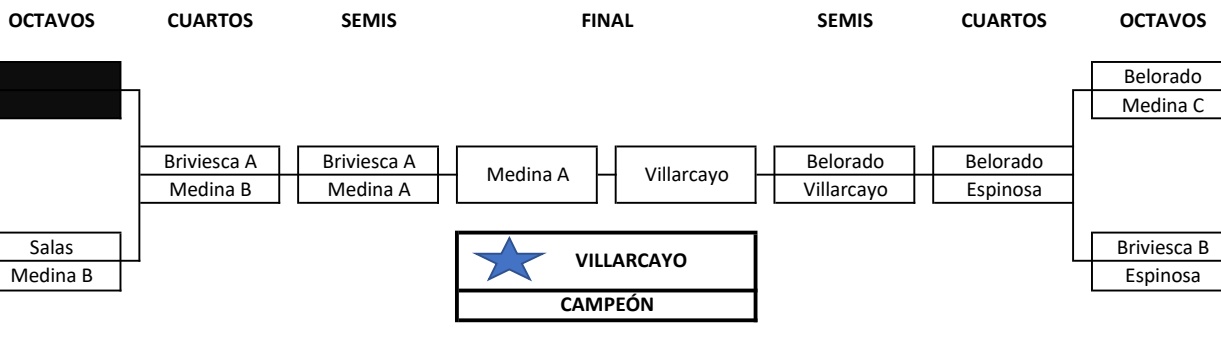 OCTAVOS CUARTOS SEMIS FINAL SEMIS CUARTOS OCTAVOS
Belorado
Medina C
Briviesca A Briviesca A Medina A Villarcayo Belorado Belorado
Medina B Medina A Villarcayo Espinosa
Salas VILLARCAYO Briviesca B
Medina B Espinosa
CAMPEÓN